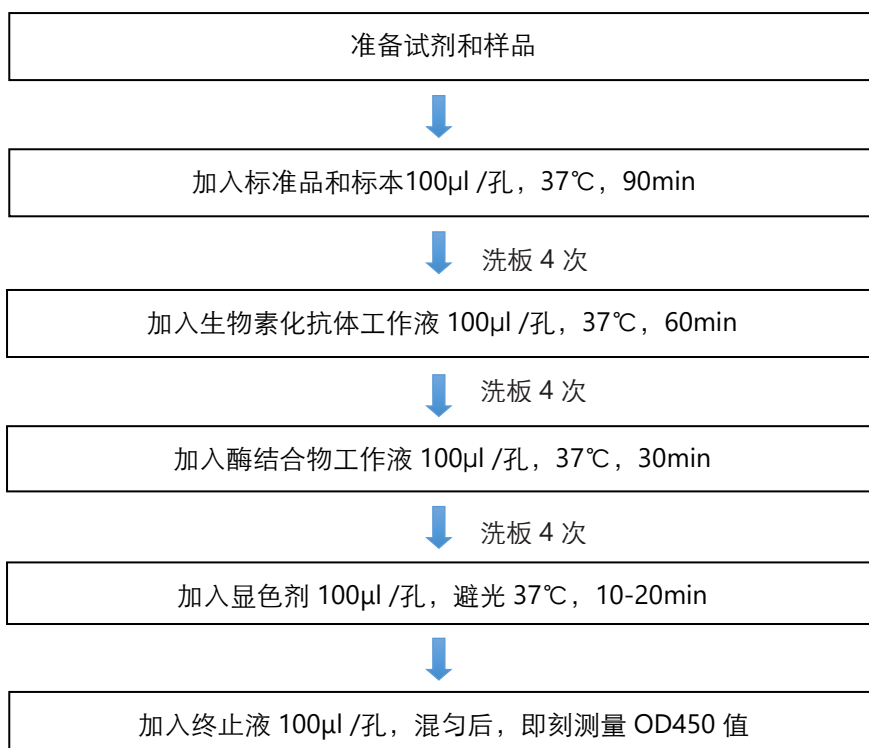 准备试剂和样品
加入标准品和标本100μl /孔，37℃，90min
洗板 4 次
加入生物素化抗体工作液 100μl /孔，37℃，60min
洗板 4 次
加入酶结合物工作液 100μl /孔，37℃，30min
洗板 4 次
加入显色剂 100μl /孔，避光 37℃，10-20min
加入终止液 100μl /孔，混匀后，即刻测量 OD450 值